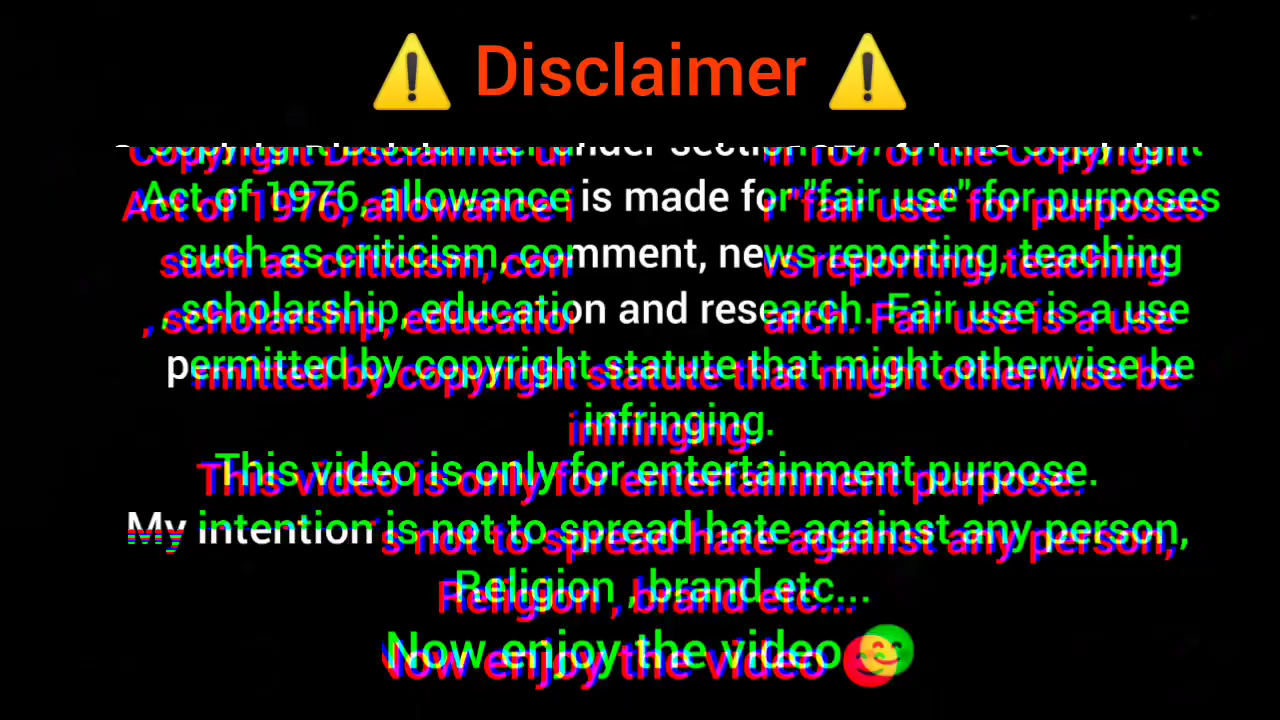 ⚠️ Disclaimer ⚠️
Copyright Disclaimer under section 107 of the Copyright
Act of 1976, allowance is made for "fair use" for purposes
such as criticism, comment, news reporting, teaching
, scholarship, education and research. Fair use is a use
permitted by copyright statute that might otherwise be
infringing.
This video is only for entertainment purpose.
My intention is not to spread hate against any person,
Religion , brand etc...
Now enjoy the video😊